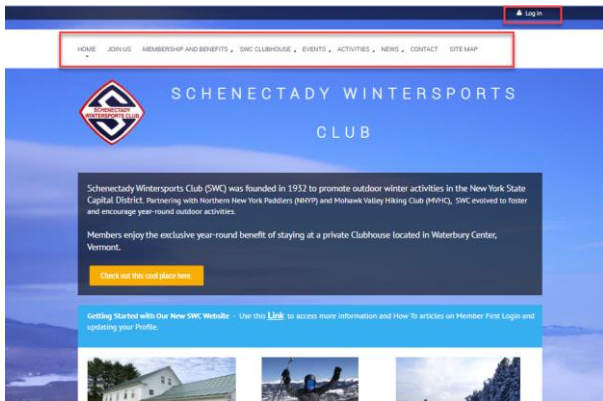 Log in
HOME JOIN US MEMBERSHIP AND BENEFITS SWC CLUBHOUSE EVENTS ACTIVITIES NEWS CONTACT SITE MAP
SCHENECTADY WINTERSPORTS
CLUB
SCHENECTADY
WINTERSPORTS CLUB
Schenectady Wintersports Club (SWC) was founded in 1932 to promote outdoor winter activities in the New York State
Capital District. Partnering with Northern New York Paddlers (NNYP) and Mohawk Valley Hiking Club (MVHC), SWC evolved to foster
and encourage year-round outdoor activities.
Members enjoy the exclusive year-round benefit of staying at a private Clubhouse located in Waterbury Center,
Vermont.
Check out this cool place here.
Getting Started with Our New SWC Website - Use this Link to access more information and How To articles on Member First Login and
updating your Profile.